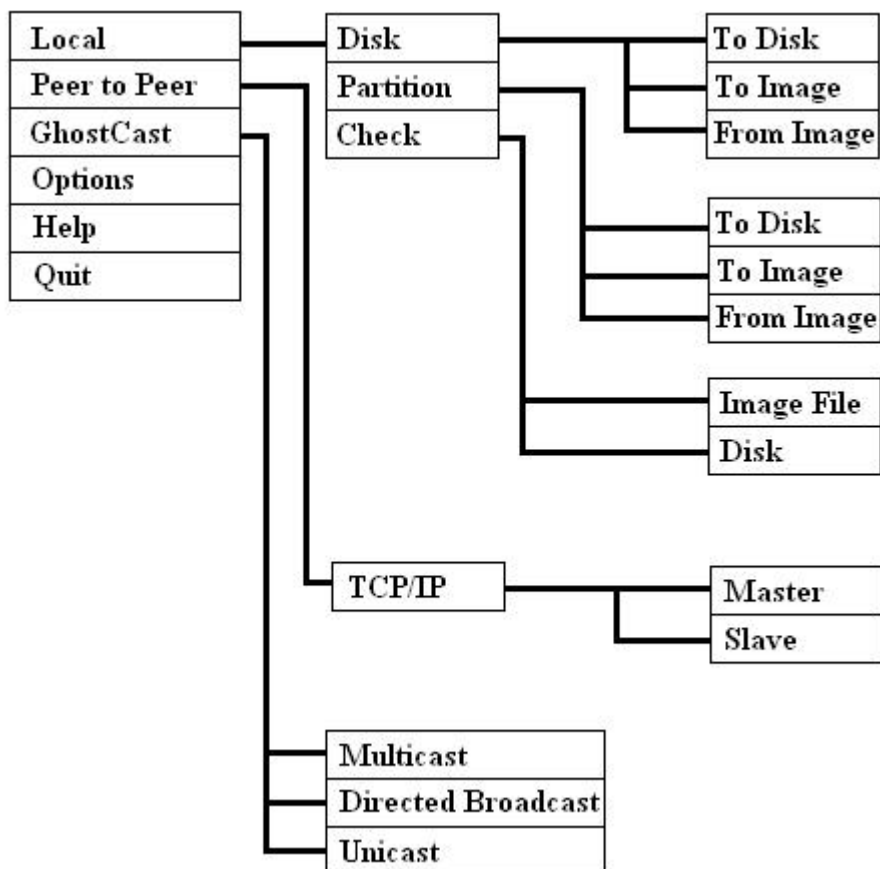 Local
Peer to Peer
GhostCast
Options
Help
Quit
Disk
Partition
Check
To Disk
To Image
From Image
To Disk
To Image
From Image
Image File
Disk
TCP/IP
Master
Slave
Multicast
Directed Broadcast
Unicast